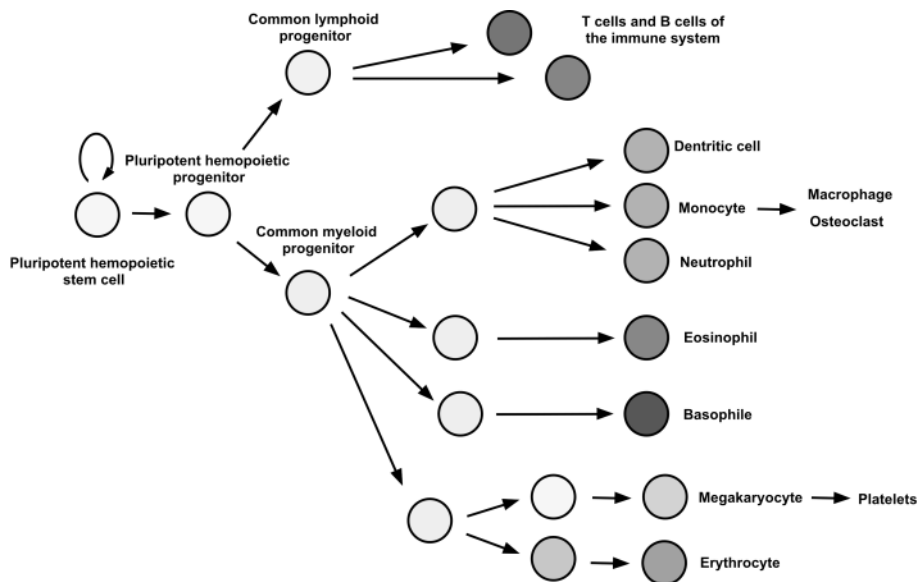 Common lymphoid
progenitor
T cells and B cells of
the immune system
Pluripotent hemopoietic
progenitor
Pluripotent hemopoietic
stem cell
Common myeloid
progenitor
Dentritic cell
Monocyte
Macrophage
Osteoclast
Neutrophil
Eosinophil
Basophile
Megakaryocyte
Platelets
Erythrocyte